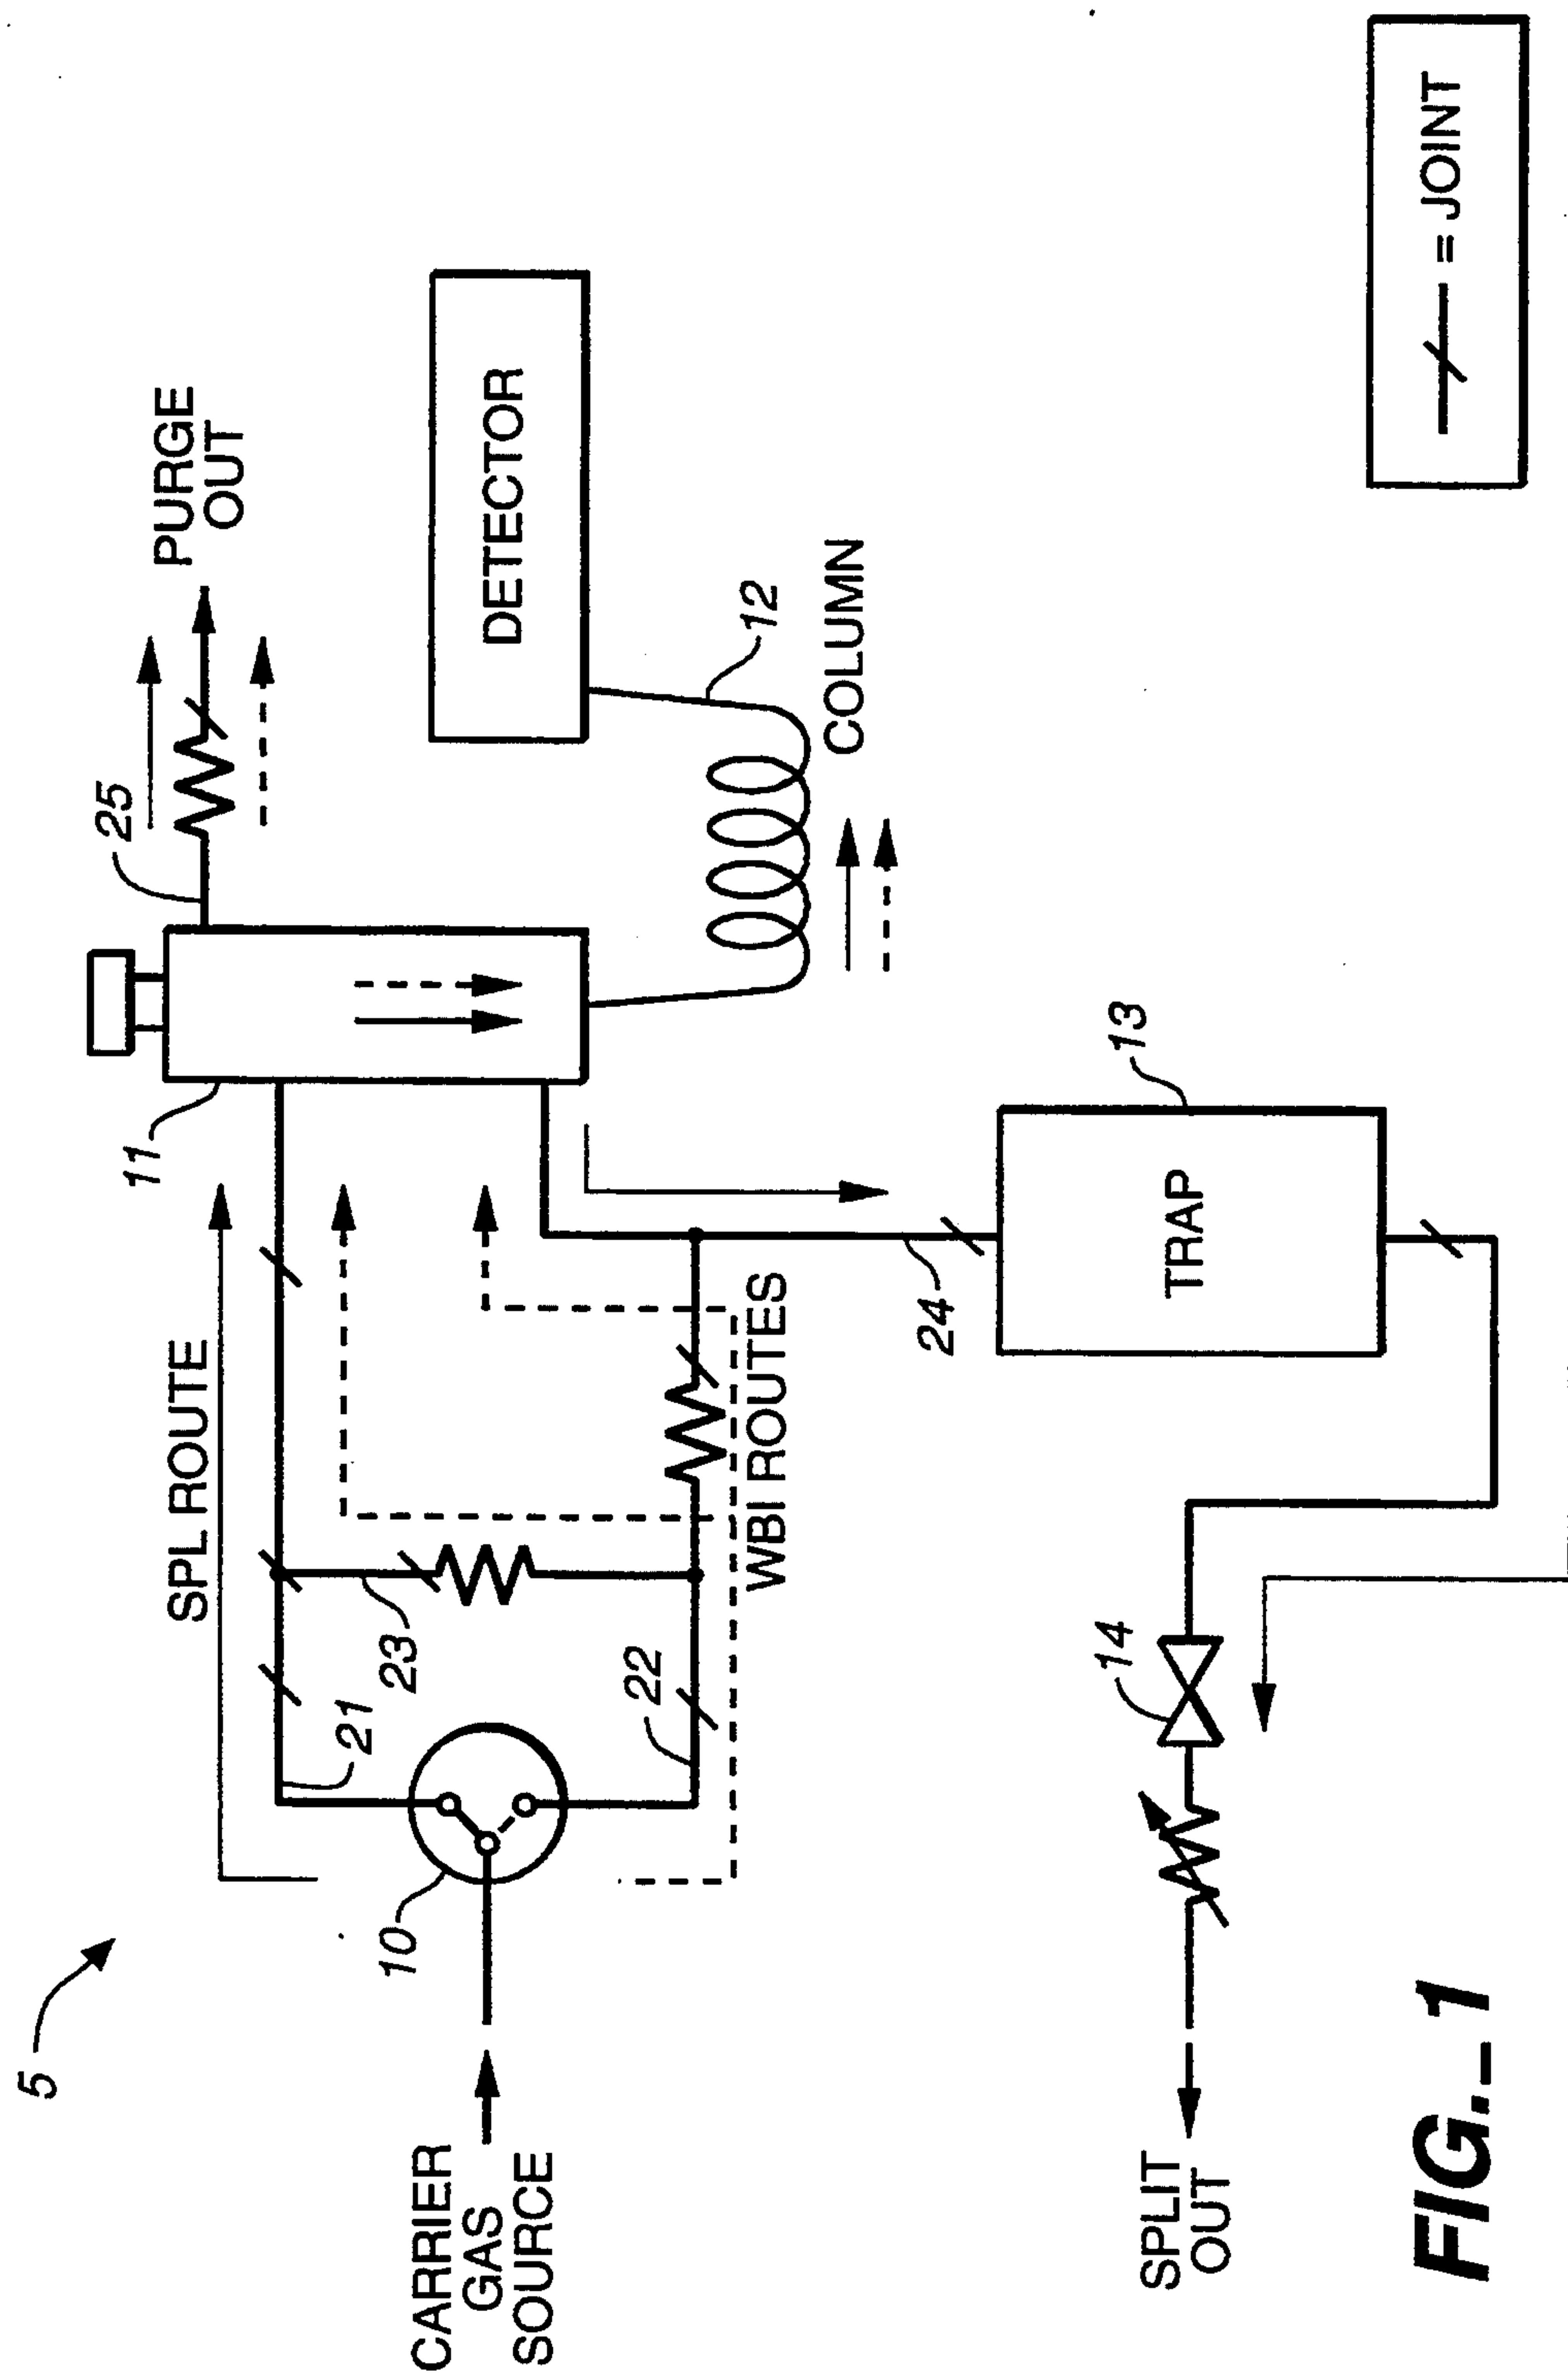 5
CARRIER
GAS
SOURCE
10
21
22
23
SPL ROUTE
WBI ROUTES
11
25
PURGE
OUT
DETECTOR
12
COLUMN
24
TRAP
13
14
SPLIT
OUT
= JOINT
FIG._ 1